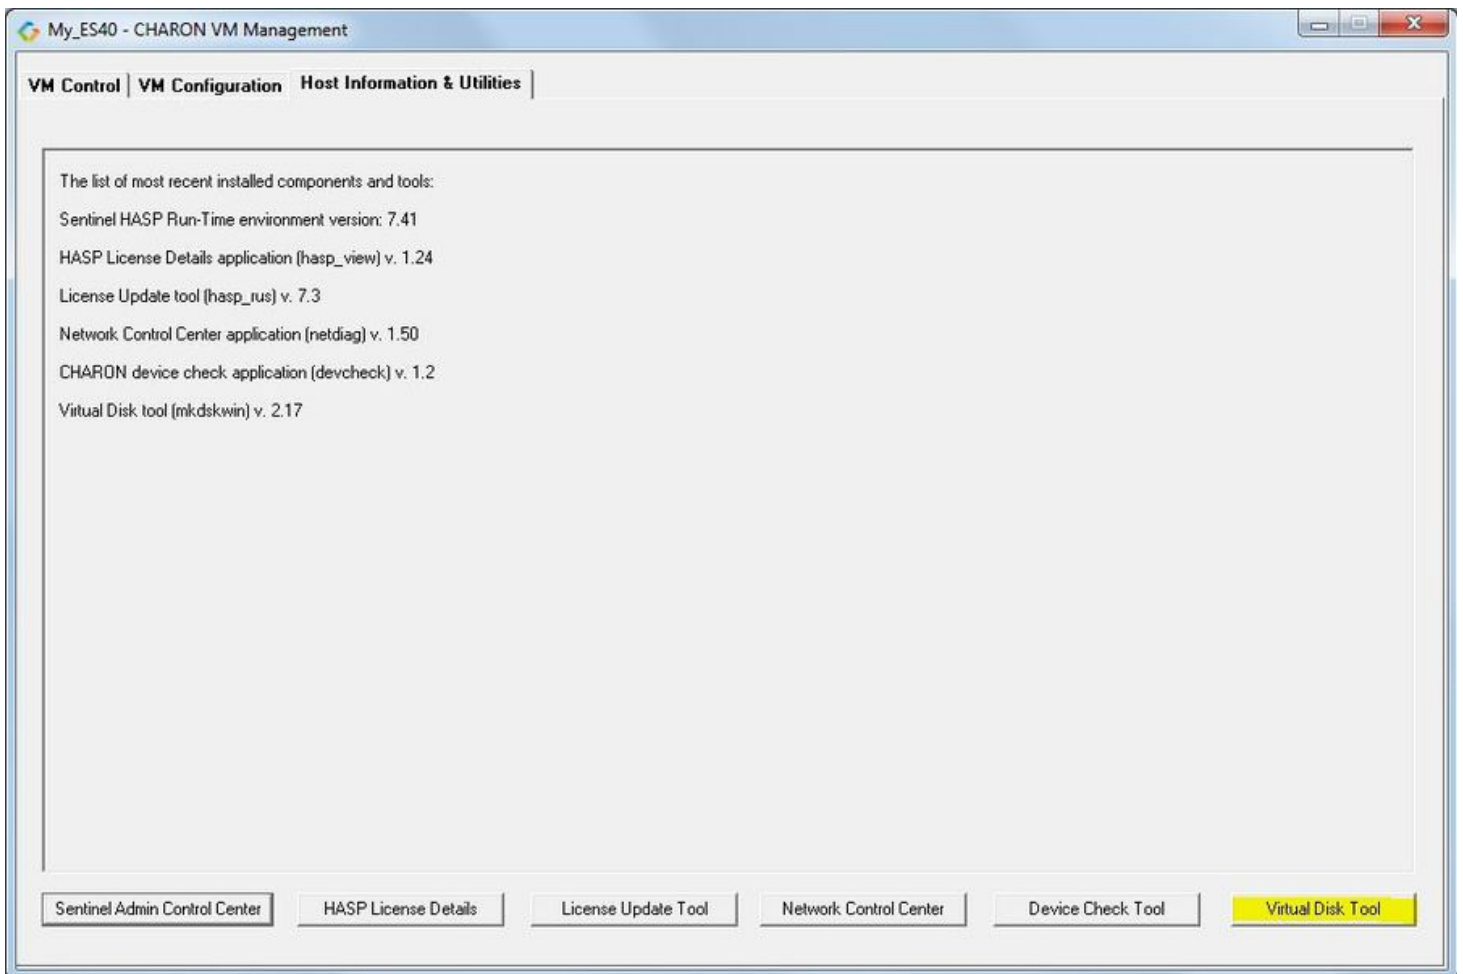 My_ES40 - CHARON VM Management
VM Control VM Configuration Host Information & Utilities
The list of most recent installed components and tools:
Sentinel HASP Run-Time environment version: 7.41
HASP License Details application (hasp_view) v. 1.24
License Update tool (hasp_rus) v. 7.3
Network Control Center application (netdiag) v. 1.50
CHARON device check application (devcheck) v. 1.2
Virtual Disk tool (mkdskwin) v. 2.17
Sentinel Admin Control Center HASP License Details License Update Tool Network Control Center Device Check Tool Virtual Disk Tool